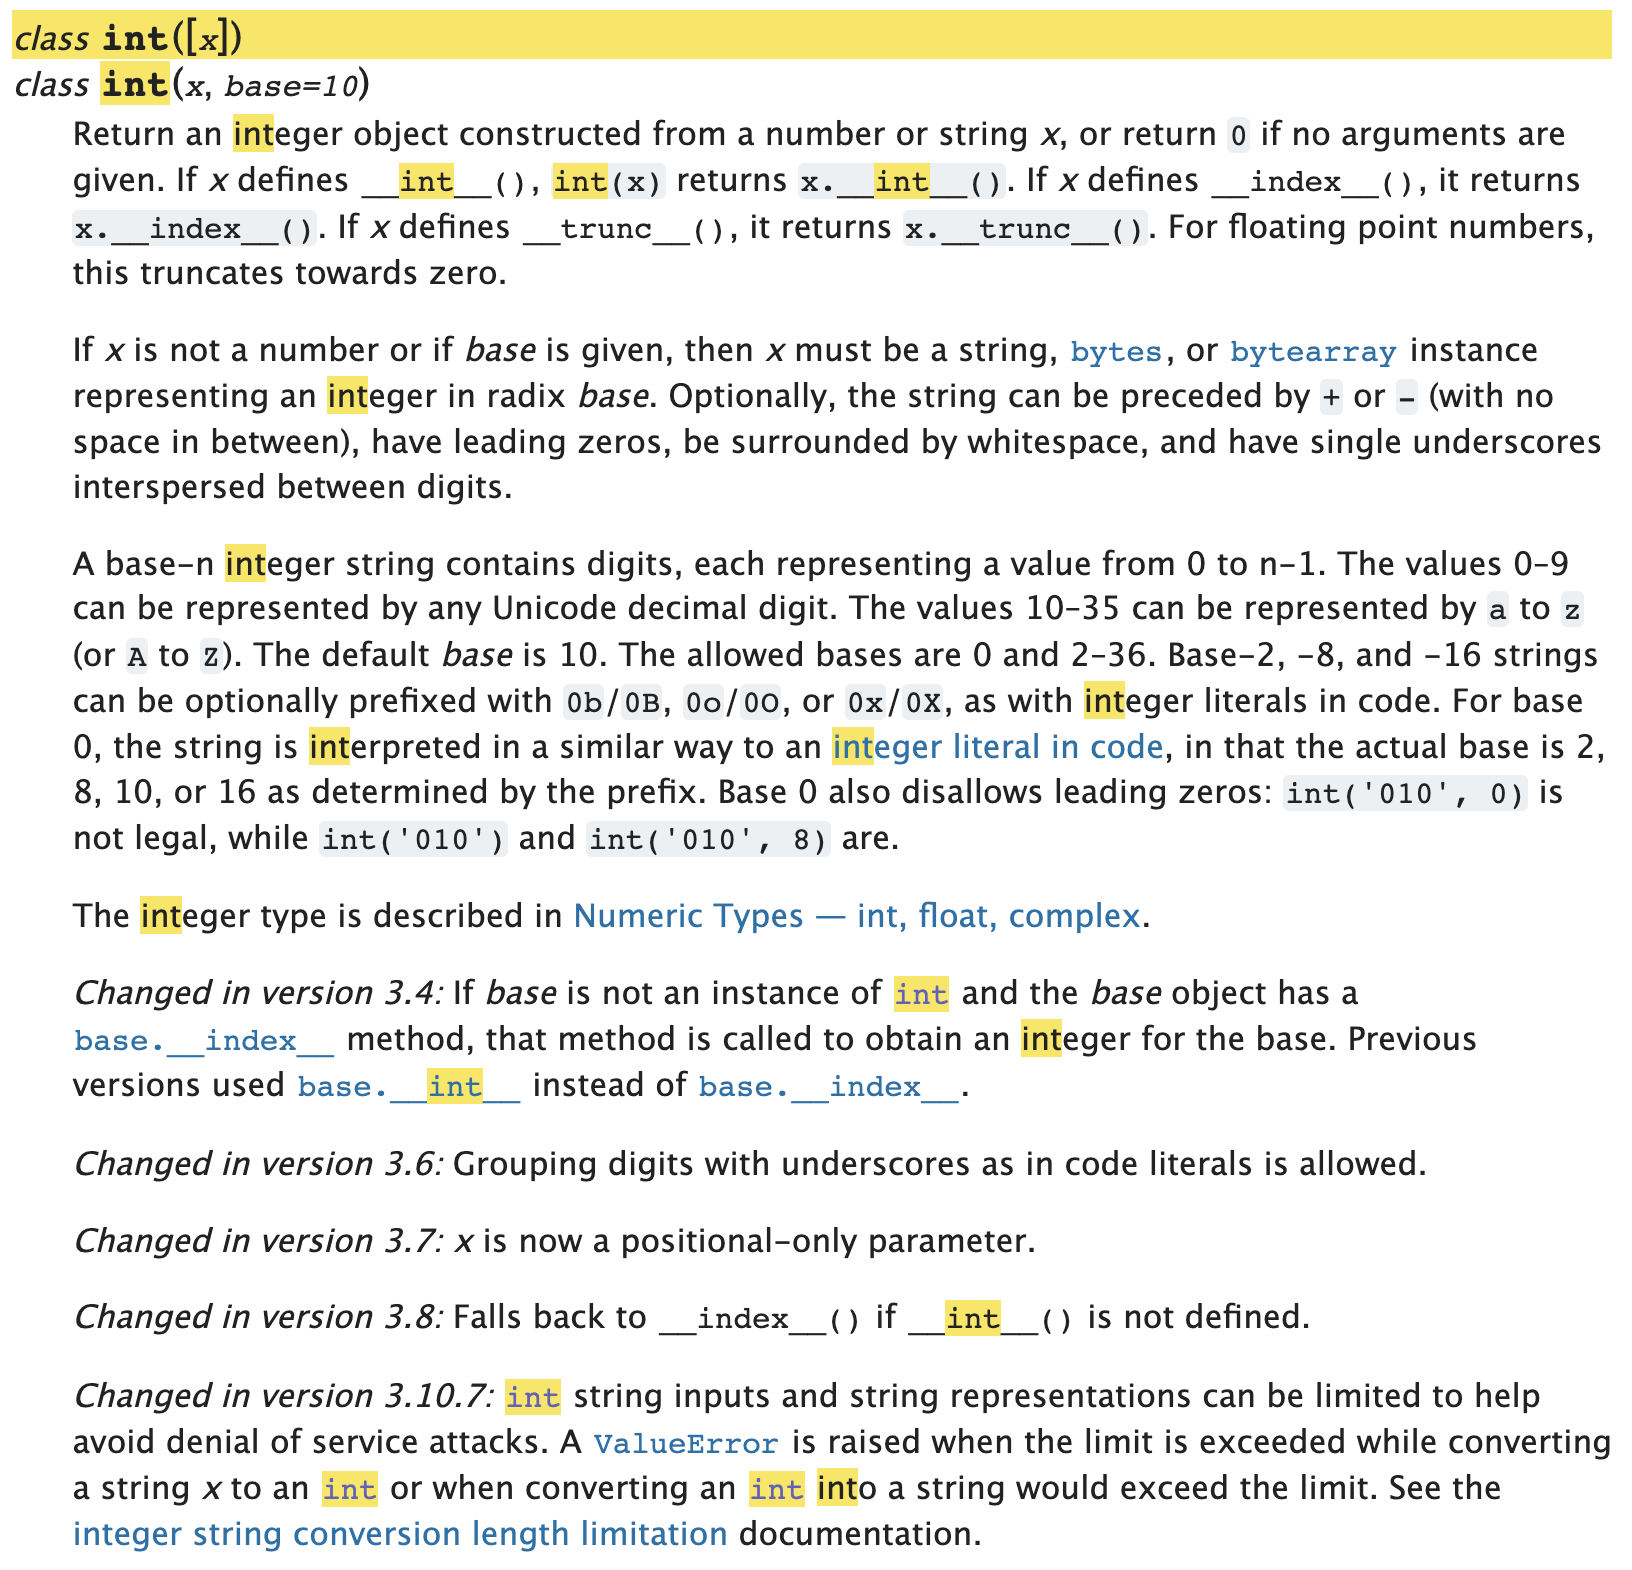 class int([x])
class int(x, base=10)
Return an integer object constructed from a number or string x, or return 0 if no arguments are
given. If x defines __int__(), int(x) returns x.__int__(). If x defines __index__(), it returns
x.__index__(). If x defines __trunc__(), it returns x.__trunc__(). For floating point numbers,
this truncates towards zero.
If x is not a number or if base is given, then x must be a string, bytes, or bytearray instance
representing an integer in radix base. Optionally, the string can be preceded by + or - (with no
space in between), have leading zeros, be surrounded by whitespace, and have single underscores
interspersed between digits.
A base-n integer string contains digits, each representing a value from 0 to n-1. The values 0–9
can be represented by any Unicode decimal digit. The values 10–35 can be represented by a to z
(or A to Z). The default base is 10. The allowed bases are 0 and 2–36. Base-2, -8, and -16 strings
can be optionally prefixed with 0b/0B, 0o/0O, or 0x/0X, as with integer literals in code. For base
0, the string is interpreted in a similar way to an integer literal in code, in that the actual base is 2,
8, 10, or 16 as determined by the prefix. Base 0 also disallows leading zeros: int('010', 0) is
not legal, while int('010') and int('010', 8) are.
The integer type is described in Numeric Types — int, float, complex.
Changed in version 3.4: If base is not an instance of int and the base object has a
base.__index__ method, that method is called to obtain an integer for the base. Previous
versions used base.__int__ instead of base.__index__.
Changed in version 3.6: Grouping digits with underscores as in code literals is allowed.
Changed in version 3.7: x is now a positional-only parameter.
Changed in version 3.8: Falls back to __index__() if __int__() is not defined.
Changed in version 3.10.7: int string inputs and string representations can be limited to help
avoid denial of service attacks. A ValueError is raised when the limit is exceeded while converting
a string x to an int or when converting an int into a string would exceed the limit. See the
integer string conversion length limitation documentation.